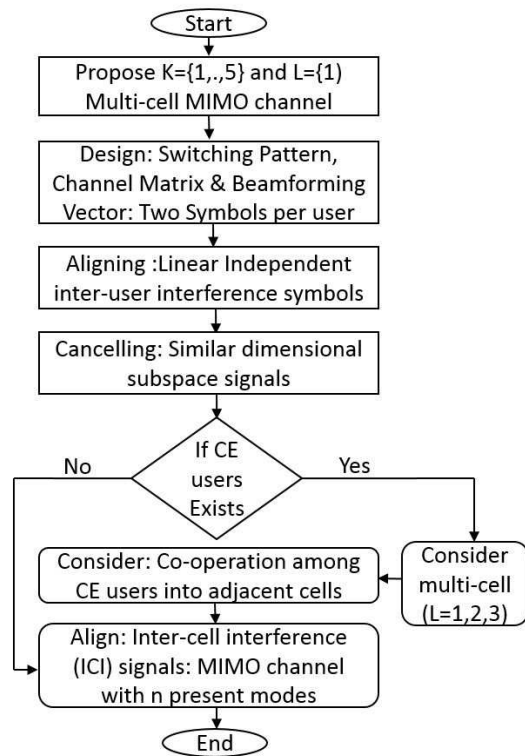 Start
Propose K={1,.,5} and L={1)
Multi-cell MIMO channel
Design: Switching Pattern,
Channel Matrix & Beamforming
Vector: Two Symbols per user
Aligning :Linear Independent
inter-user interference symbols
Cancelling: Similar dimensional
subspace signals
If CE
users
Exists
No
Yes
Consider
multi-cell
(L=1,2,3)
Consider: Co-operation among
CE users into adjacent cells
Align: Inter-cell interference
(ICI) signals: MIMO channel
with n present modes
End